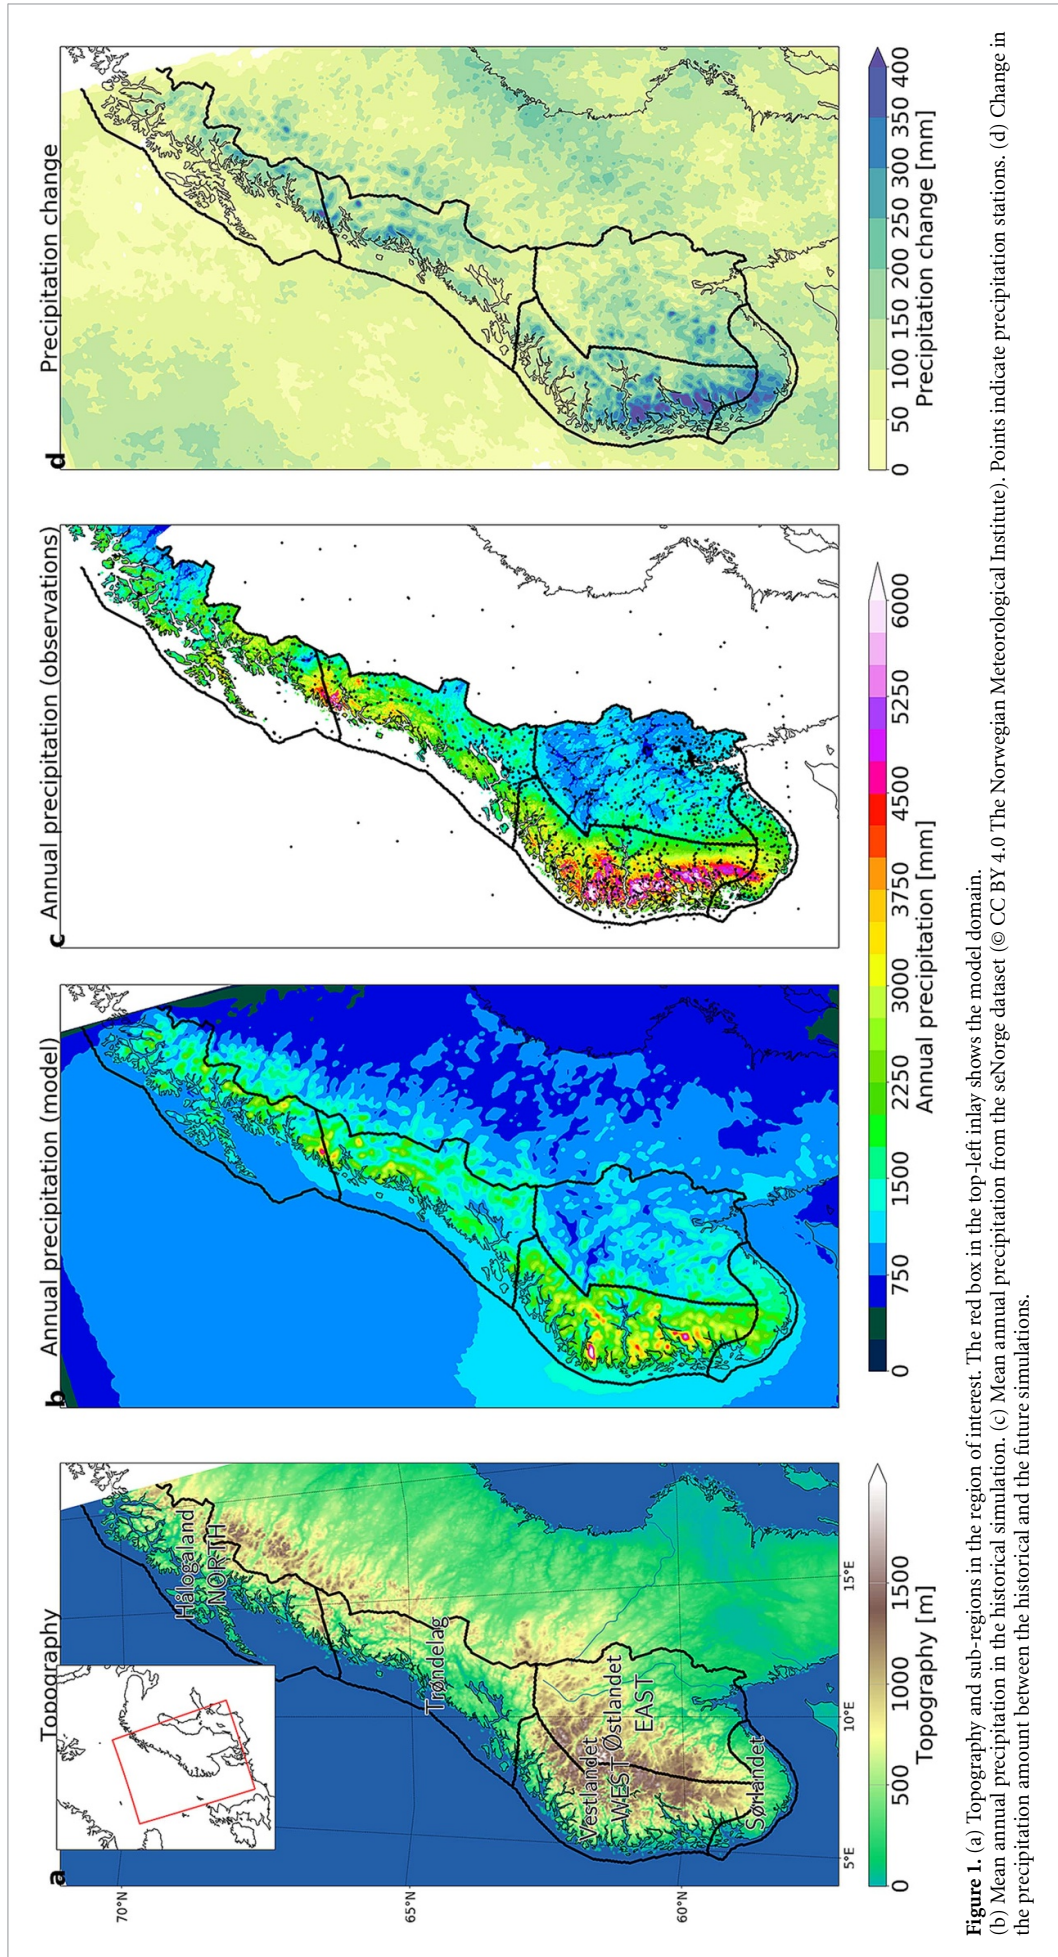 a
Topography
70°N
65°N
60°N
5°E
10°E
15°E
Hålogaland
NORTH
Trøndelag
Vestlandet
WEST
Østlandet
EAST
Sørlandet
0 500 1000 1500
Topography [m]
b
Annual precipitation (model)
c
Annual precipitation (observations)
0 750 1500 2250 3000 3750 4500 5250 6000
Annual precipitation [mm]
d
Precipitation change
0 50 100 150 200 250 300 350 400
Precipitation change [mm]
Figure 1. (a) Topography and sub-regions in the region of interest. The red box in the top-left inlay shows the model domain.
(b) Mean annual precipitation in the historical simulation. (c) Mean annual precipitation from the seNorge dataset (© CC BY 4.0 The Norwegian Meteorological Institute). Points indicate precipitation stations. (d) Change in
the precipitation amount between the historical and the future simulations.